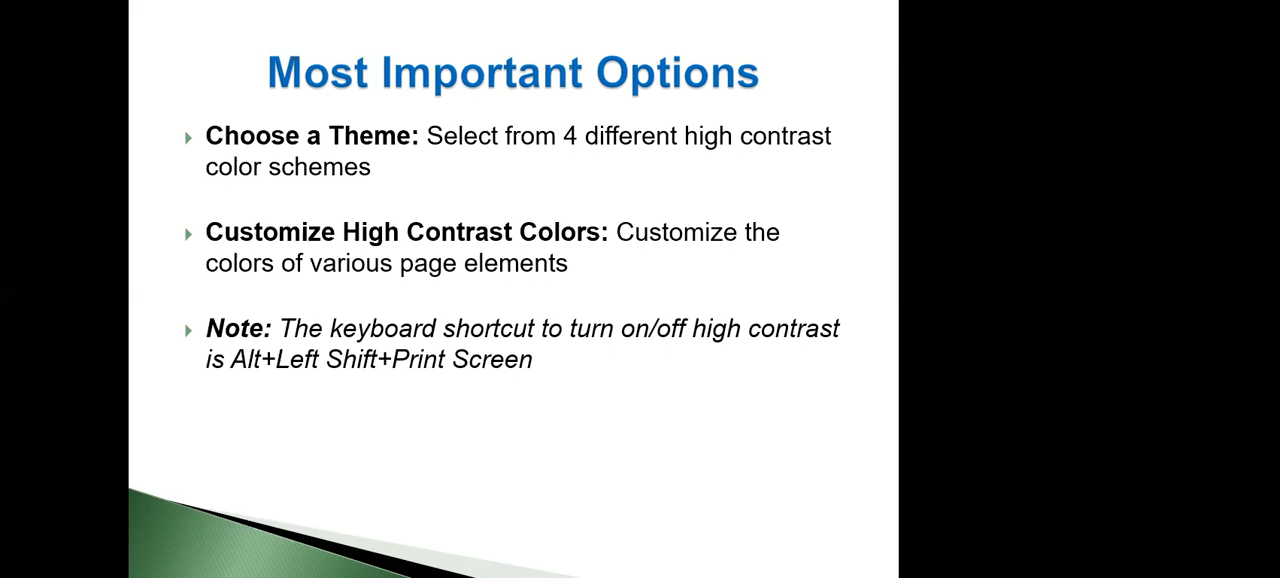 Most Important Options
Choose a Theme: Select from 4 different high contrast
color schemes
Customize High Contrast Colors: Customize the
colors of various page elements
Note: The keyboard shortcut to turn on/off high contrast
is Alt+Left Shift+Print Screen